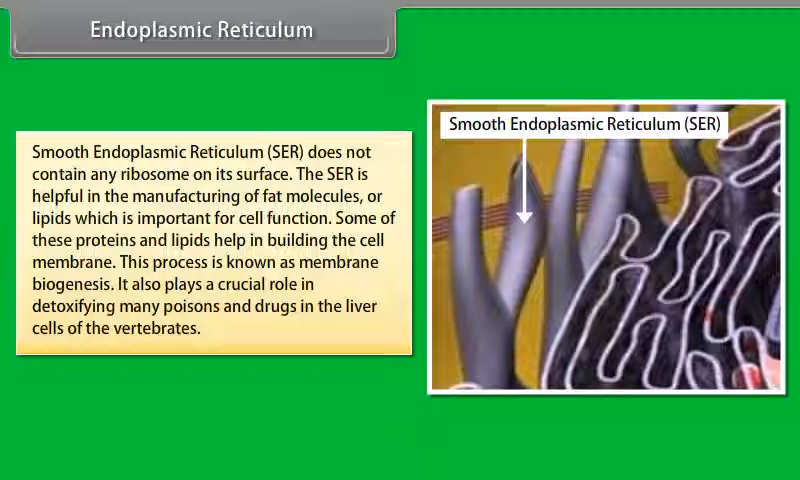 Endoplasmic Reticulum
Smooth Endoplasmic Reticulum (SER)
Smooth Endoplasmic Reticulum (SER) does not
contain any ribosome on its surface. The SER is
helpful in the manufacturing of fat molecules, or
lipids which is important for cell function. Some of
these proteins and lipids help in building the cell
membrane. This process is known as membrane
biogenesis. It also plays a crucial role in
detoxifying many poisons and drugs in the liver
cells of the vertebrates.